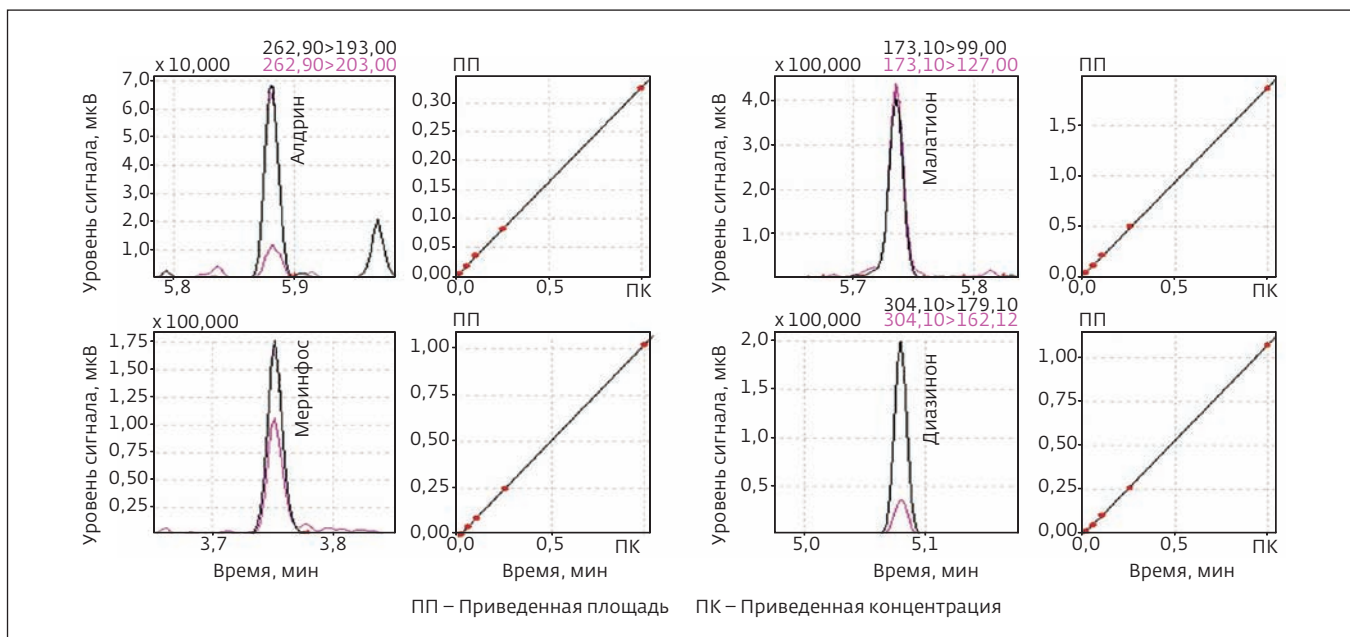 262,90>193,00
x 10,000
262,90>203,00
ПП
Уровень сигнала, мкВ
7,0
6,0
5,0
4,0
3,0
2,0
1,0
Алдрин
5,8
5,9
0,30
0,25
0,20
0,15
0,10
0,05
0,00
0,0
0,5
ПК
173,10>99,00
x 100,000
173,10>127,00
ПП
Уровень сигнала, мкВ
4,0
3,0
2,0
1,0
Малатион
5,7
5,8
1,5
1,0
0,5
0,0
0,0
0,5
1,0
x 100,000
ПП
Уровень сигнала, мкВ
1,75
1,50
1,25
1,00
0,75
0,50
0,25
Меринфос
3,7
3,8
Время, мин
1,00
0,75
0,50
0,25
0,00
0,0
0,5
ПК
Время, мин
304,10>179,10
x 100,000
304,10>162,12
ПП
Уровень сигнала, мкВ
2,0
1,5
1,0
0,5
Диазинон
5,0
5,1
Время, мин
1,00
0,75
0,50
0,25
0,00
0,0
0,5
1,0
Время, мин
ПП – Приведенная площадь ПК – Приведенная концентрация